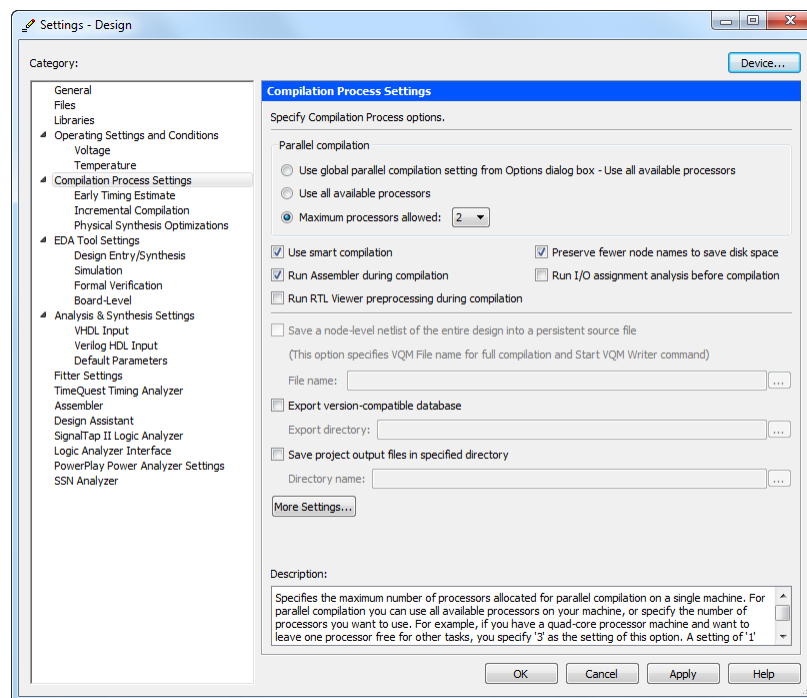 Settings - Design
Category:
Device...
General
Files
Libraries
Operating Settings and Conditions
Voltage
Temperature
Compilation Process Settings
Early Timing Estimate
Incremental Compilation
Physical Synthesis Optimizations
EDA Tool Settings
Design Entry/Synthesis
Simulation
Formal Verification
Board-Level
Analysis & Synthesis Settings
VHDL Input
Verilog HDL Input
Default Parameters
Fitter Settings
TimeQuest Timing Analyzer
Assembler
Design Assistant
SignalTap II Logic Analyzer
Logic Analyzer Interface
PowerPlay Power Analyzer Settings
SSN Analyzer
Compilation Process Settings
Specify Compilation Process options.
Parallel compilation
Use global parallel compilation setting from Options dialog box - Use all available processors
Use all available processors
Maximum processors allowed: 2
Use smart compilation
Preserve fewer node names to save disk space
Run Assembler during compilation
Run I/O assignment analysis before compilation
Run RTL Viewer preprocessing during compilation
Save a node-level netlist of the entire design into a persistent source file
(This option specifies VQM File name for full compilation and Start VQM Writer command)
File name: ...
Export version-compatible database
Export directory: ...
Save project output files in specified directory
Directory name: ...
More Settings...
Description:
Specifies the maximum number of processors allocated for parallel compilation on a single machine. For
parallel compilation you can use all available processors on your machine, or specify the number of
processors you want to use. For example, if you have a quad-core processor machine and want to
leave one processor free for other tasks, you specify '3' as the setting of this option. A setting of '1'
OK
Cancel
Apply
Help